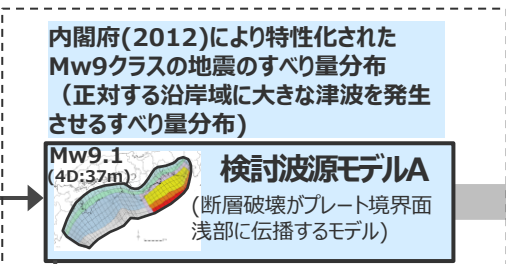 内閣府(2012)により特性化された
Mw9クラスの地震のすべり量分布
（正対する沿岸域に大きな津波を発生
させるすべり量分布)
Mw9.1
(4D:37m)
検討波源モデルA
(断層破壊がプレート境界面
浅部に伝播するモデル)